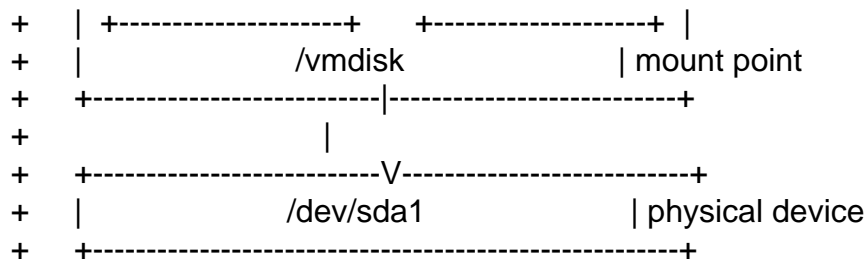 + | +--------------------+ +--------------------+ |
+ | /vmdisk | mount point
+ +---------------------------|---------------------------+
+ |
+ +---------------------------V---------------------------+
+ | /dev/sda1 | physical device
+ +--------------------------------------------------------+